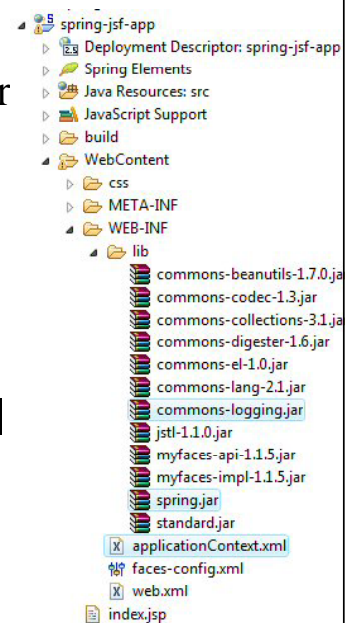 spring-jsf-app
Deployment Descriptor: spring-jsf-app
Spring Elements
r
Java Resources: src
JavaScript Support
build
WebContent
css
META-INF
WEB-INF
lib
commons-beanutils-1.7.0.ja
commons-codec-1.3.jar
commons-collections-3.1.ja
commons-digester-1.6.jar
commons-el-1.0.jar
commons-lang-2.1.jar
commons-logging.jar
jstl-1.1.0.jar
myfaces-api-1.1.5.jar
myfaces-impl-1.1.5.jar
spring.jar
standard.jar
applicationContext.xml
faces-config.xml
web.xml
index.jsp